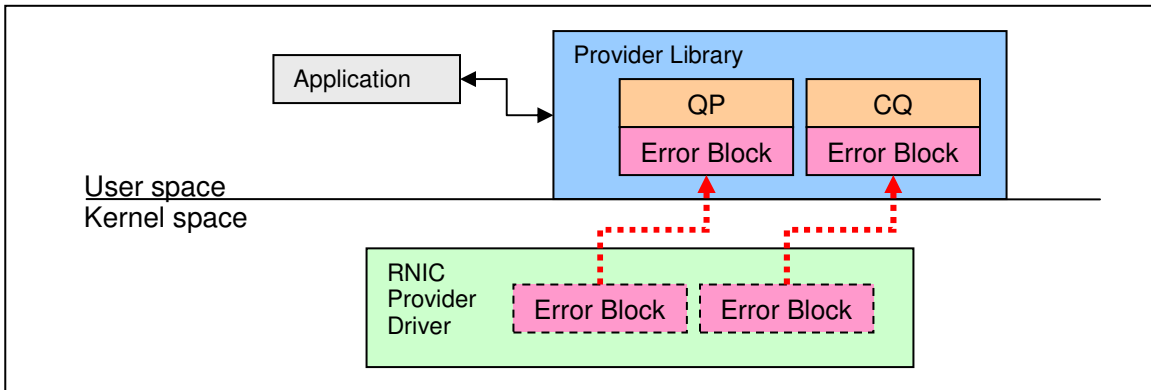 Provider Library
Application
QP
CQ
Error Block
Error Block
User space
Kernel space
RNIC
Provider
Driver
Error Block
Error Block